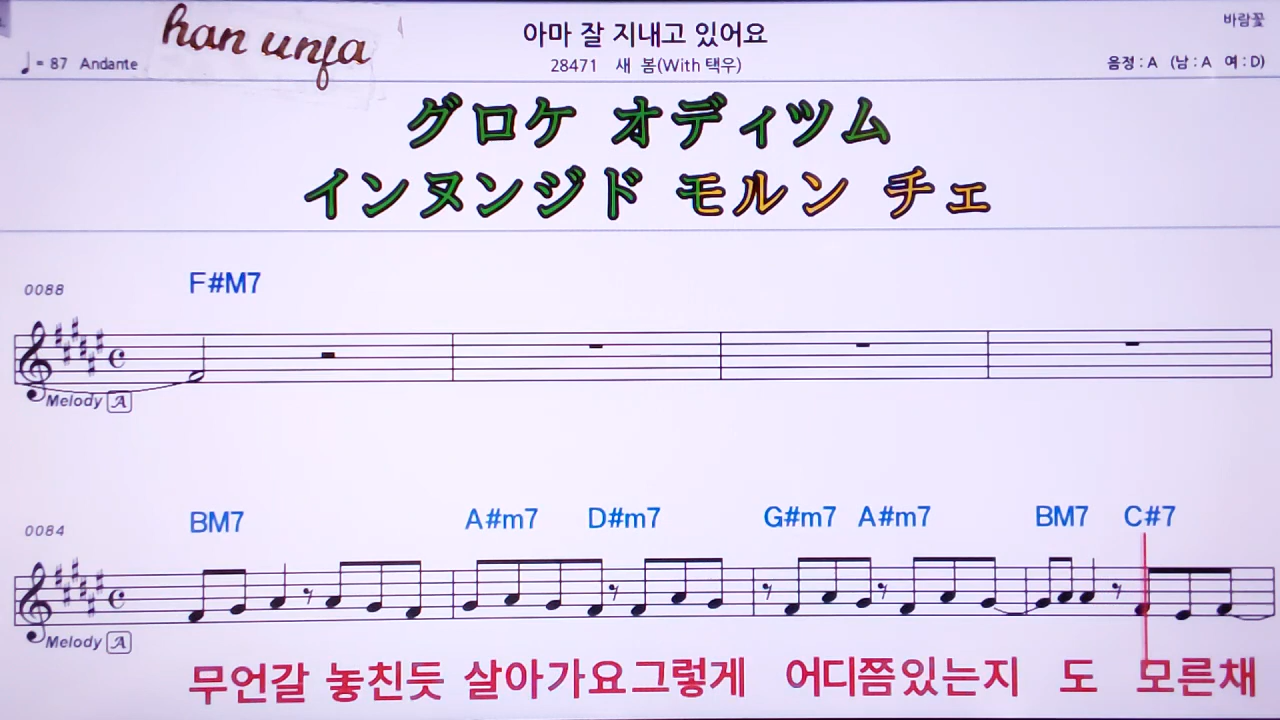 han unfa
아마 잘 지내고 있어요
바람꽃
♩= 87 Andante
28471 새 봄(With 택우)
음정 : A (남 : A 여 : D)
グロケ オディツム
インヌンジド モルン チェ
0088
F#M7
Melody A
0084
BM7 A#m7 D#m7 G#m7 A#m7 BM7 C#7
Melody A
무언갈 놓친듯 살아가요그렇게 어디쯤있는지 도 모른채